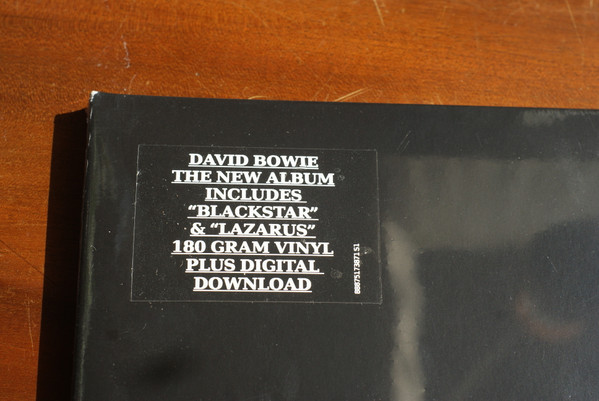 DAVID BOWIE
THE NEW ALBUM
INCLUDES
“BLACKSTAR”
& “LAZARUS”
180 GRAM VINYL
PLUS DIGITAL
DOWNLOAD
88875173871 S1